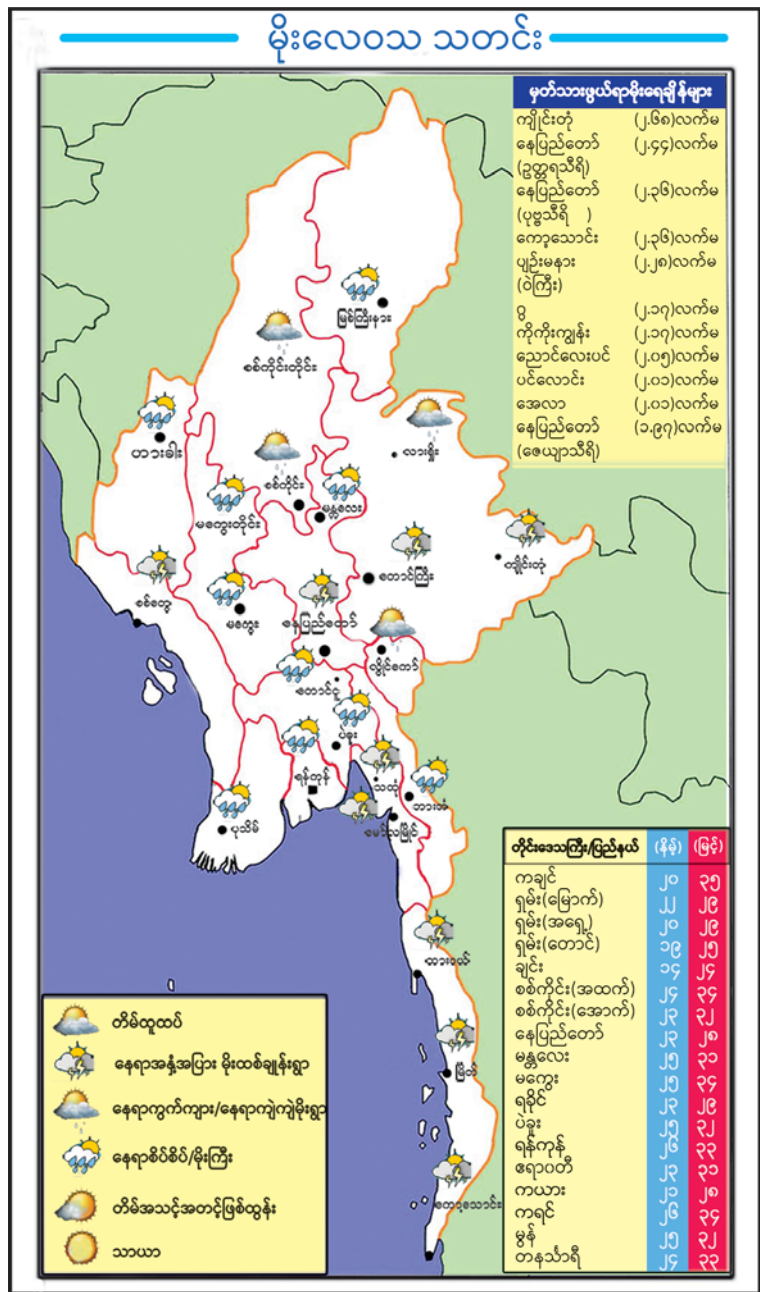 မိုးလေဝသ သတင်း
မှတ်သားဖွယ်ရာမိုးရေချိန်များ
ကျိုင်းတုံ (၂.၆၈)လက်မ
နေပြည်တော် (၂.၄၄)လက်မ
(ဥတ္တရသီရိ)
နေပြည်တော် (၂.၃၆)လက်မ
(ပုဗ္ဗသီရိ )
ကော့သောင်း (၂.၃၆)လက်မ
ပျဉ်းမနား (၂.၂၈)လက်မ
(ဝဲကြီး)
ဂွ (၂.၁၇)လက်မ
ကိုကိုးကျွန်း (၂.၁၇)လက်မ
ညောင်လေးပင် (၂.၀၅)လက်မ
ပင်လောင်း (၂.၀၁)လက်မ
အေလာ (၂.၀၁)လက်မ
နေပြည်တော် (၁.၉၇)လက်မ
(ဇေယျာသီရိ)
မြစ်ကြီးနား
စစ်ကိုင်းတိုင်း
ဟားခါး
လားရှိုး
စစ်ကိုင်း
မန္တလေး
မကွေးတိုင်း
ကျိုင်းတုံ
တောင်ကြီး
စစ်တွေ
မကွေး
နေပြည်တော်
လွိုင်ကော်
တောင်ငူ
ပဲခူး
ရန်ကုန်
သထုံ
ဘားအံ
ပုသိမ်
မော်လမြိုင်
ထားဝယ်
မြိတ်
ကော့သောင်း
တိုင်းဒေသကြီး/ပြည်နယ် (နိမ့်) (မြင့်)
ကချင် ၂၀ ၃၅
ရှမ်း(မြောက်) ၂၂ ၂၉
ရှမ်း(အရှေ့) ၂၀ ၂၉
ရှမ်း(တောင်) ၁၉ ၂၅
ချင်း ၁၄ ၂၄
စစ်ကိုင်း(အထက်) ၂၄ ၃၄
စစ်ကိုင်း(အောက်) ၂၃ ၃၂
နေပြည်တော် ၂၃ ၂၈
မန္တလေး ၂၅ ၃၁
မကွေး ၂၅ ၃၄
ရခိုင် ၂၃ ၂၉
ပဲခူး ၂၅ ၃၂
ရန်ကုန် ၂၆ ၃၃
ဧရာဝတီ ၂၃ ၃၁
ကယား ၂၁ ၂၈
ကရင် ၂၆ ၃၄
မွန် ၂၅ ၃၂
တနင်္သာရီ ၂၄ ၃၃
တိမ်ထူထပ်
နေရာအနှံ့အပြား မိုးထစ်ချုန်းရွာ
နေရာကွက်ကျား/နေရာကျဲကျဲမိုးရွာ
နေရာစိပ်စိပ်/မိုးကြီး
တိမ်အသင့်အတင့်ဖြစ်ထွန်း
သာယာ